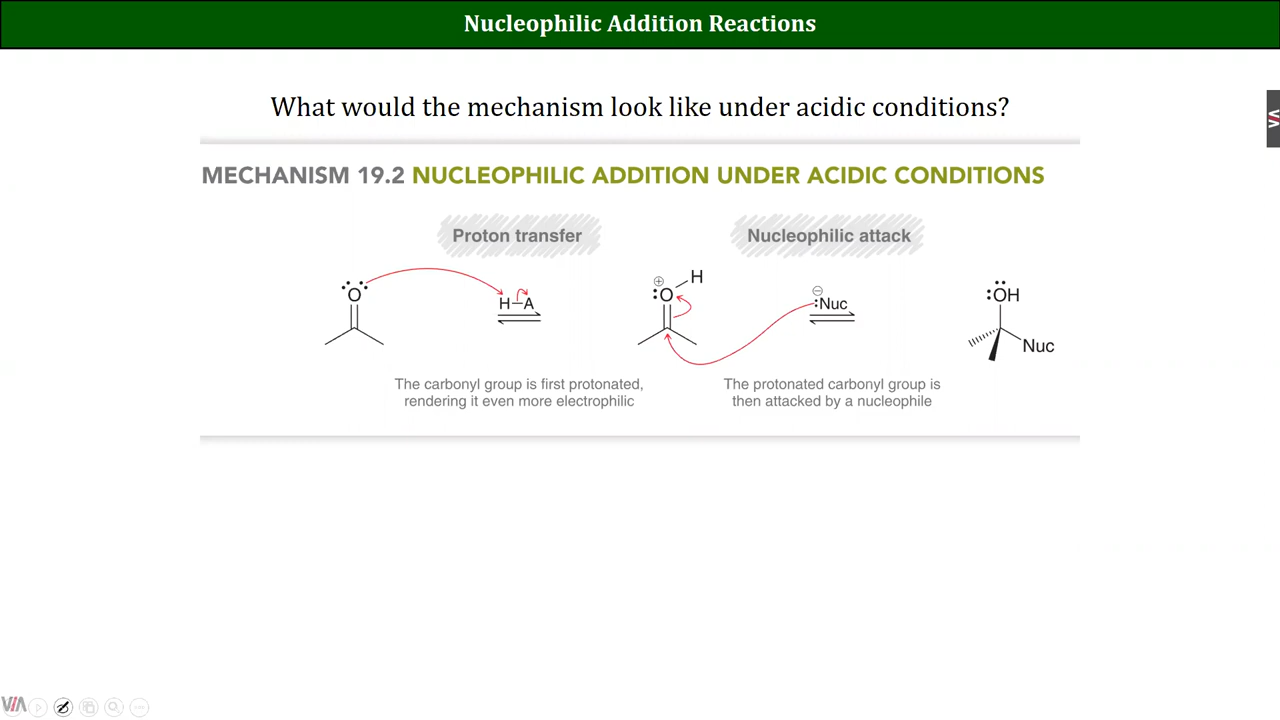 Nucleophilic Addition Reactions
What would the mechanism look like under acidic conditions?
MECHANISM 19.2 NUCLEOPHILIC ADDITION UNDER ACIDIC CONDITIONS
Proton transfer
Nucleophilic attack
O
H–A
⊕
H
:O
⊖
:Nuc
:OH
Nuc
The carbonyl group is first protonated,
rendering it even more electrophilic
The protonated carbonyl group is
then attacked by a nucleophile
VIA
VIA